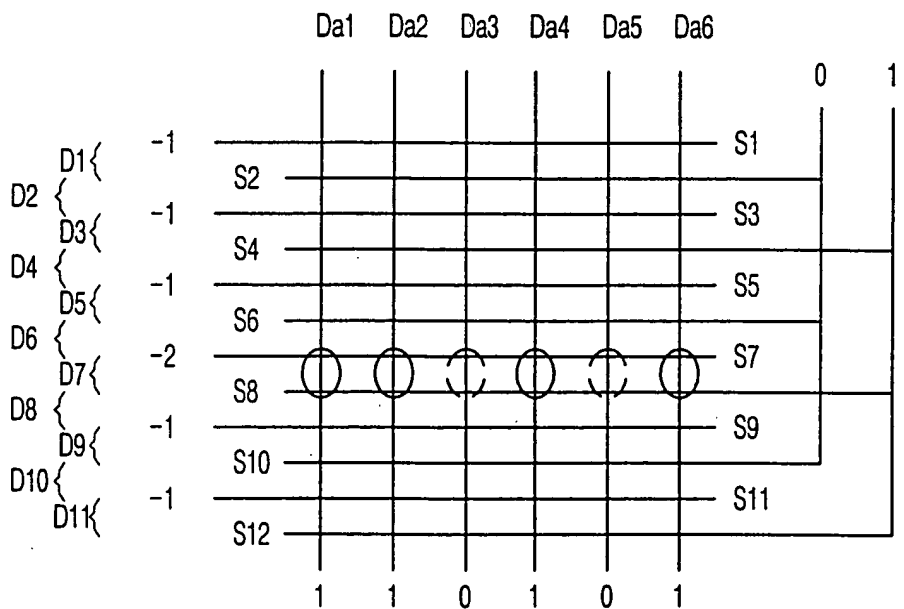 Da1 Da2 Da3 Da4 Da5 Da6
0 1
-1 S1
D1{
S2
D2 {
-1 S3
D3{
S4
D4 {
-1 S5
D5{
S6
D6 {
-2 S7
D7{
S8
D8 {
-1 S9
D9{
S10
D10{
-1 S11
D11{
S12
1 1 0 1 0 1